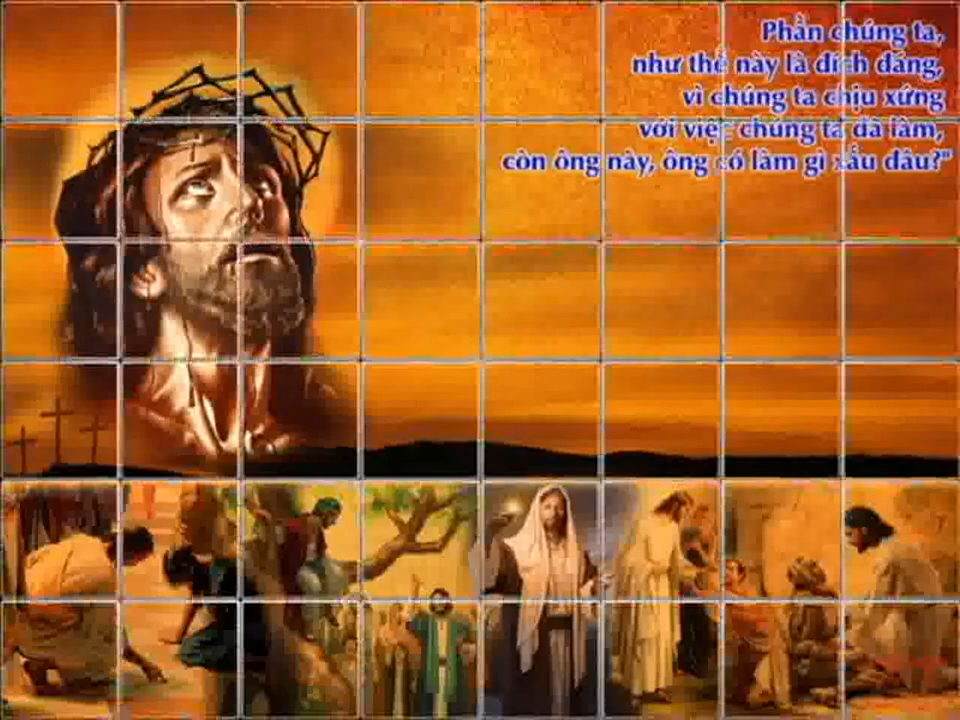 Phần chúng ta,
như thế này là đích đáng,
vì chúng ta chịu xứng
với việc chúng ta đã làm,
còn ông này, ông có làm gì xấu đâu?"